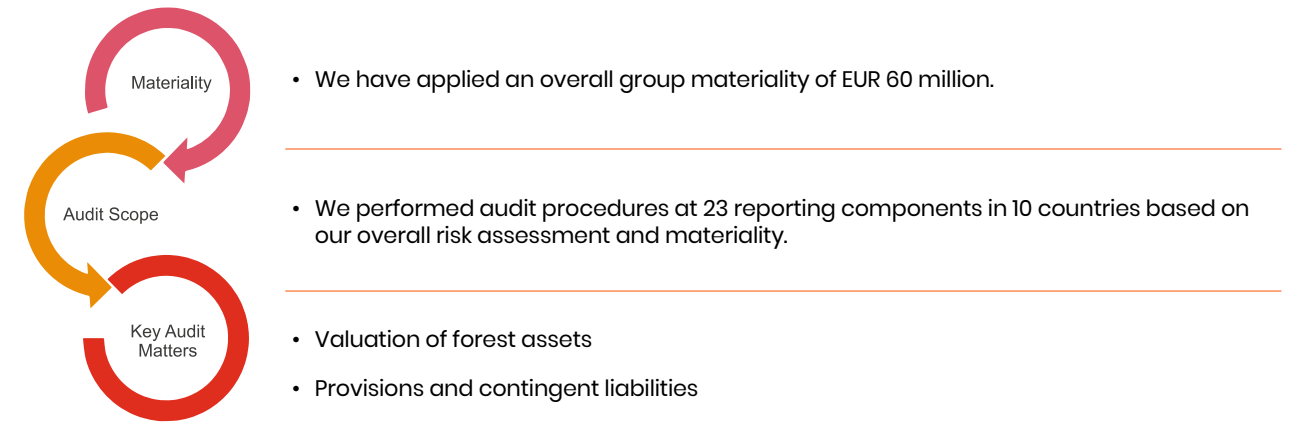 Materiality
• We have applied an overall group materiality of EUR 60 million.
Audit Scope
• We performed audit procedures at 23 reporting components in 10 countries based on
our overall risk assessment and materiality.
Key Audit
Matters
• Valuation of forest assets
• Provisions and contingent liabilities